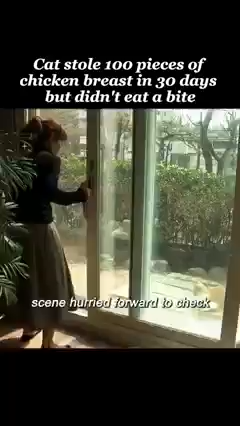 Cat stole 100 pieces of
chicken breast in 30 days
but didn't eat a bite
scene hurried forward to check